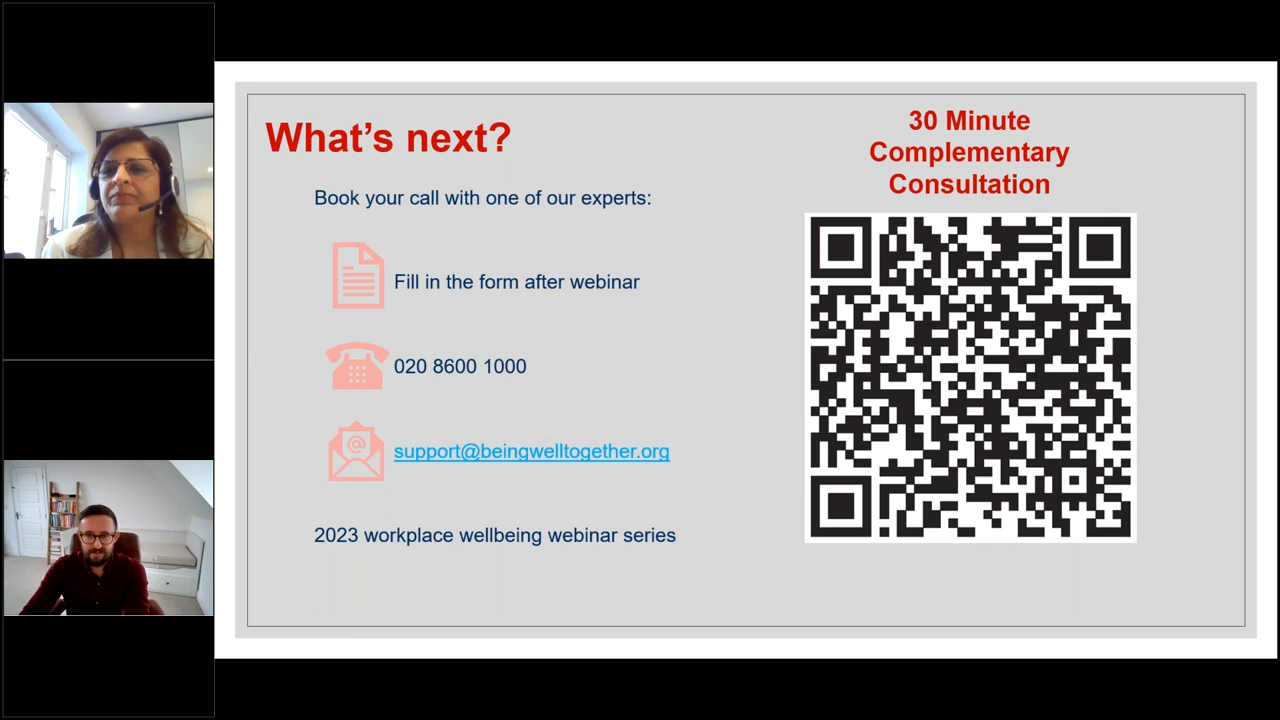 What's next?
Book your call with one of our experts:
Fill in the form after webinar
020 8600 1000
support@beingwelltogether.org
2023 workplace wellbeing webinar series
30 Minute
Complementary
Consultation